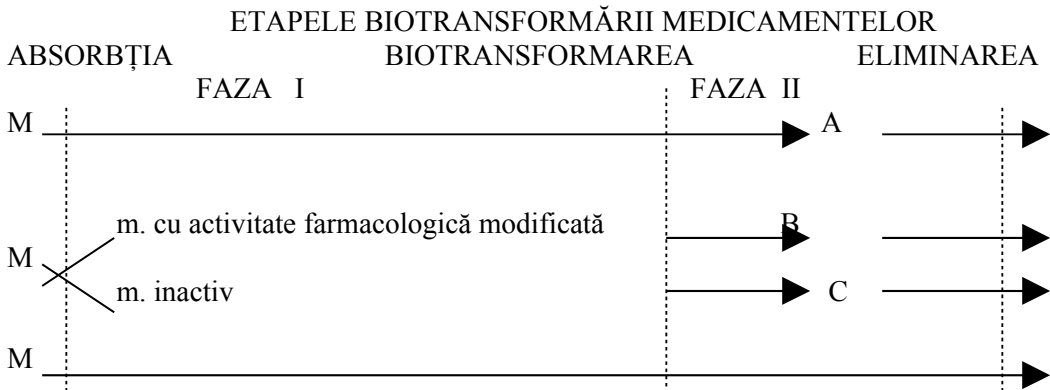 ETAPELE BIOTRANSFORMĂRII MEDICAMENTELOR
ABSORBȚIA BIOTRANSFORMAREA ELIMINAREA
FAZA I FAZA II
M A
m. cu activitate farmacologică modificată B
M
m. inactiv C
M